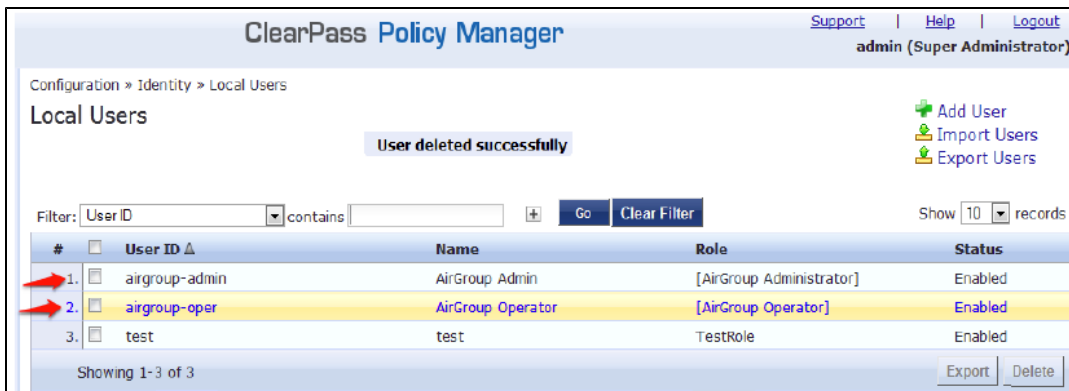 ClearPass Policy Manager
Support | Help | Logout
admin (Super Administrator)
Configuration » Identity » Local Users
Local Users
User deleted successfully
Add User
Import Users
Export Users
Filter: User ID contains + Go Clear Filter Show 10 records
# User ID Name Role Status
1. airgroup-admin AirGroup Admin [AirGroup Administrator] Enabled
2. airgroup-oper AirGroup Operator [AirGroup Operator] Enabled
3. test test TestRole Enabled
Showing 1-3 of 3 Export Delete